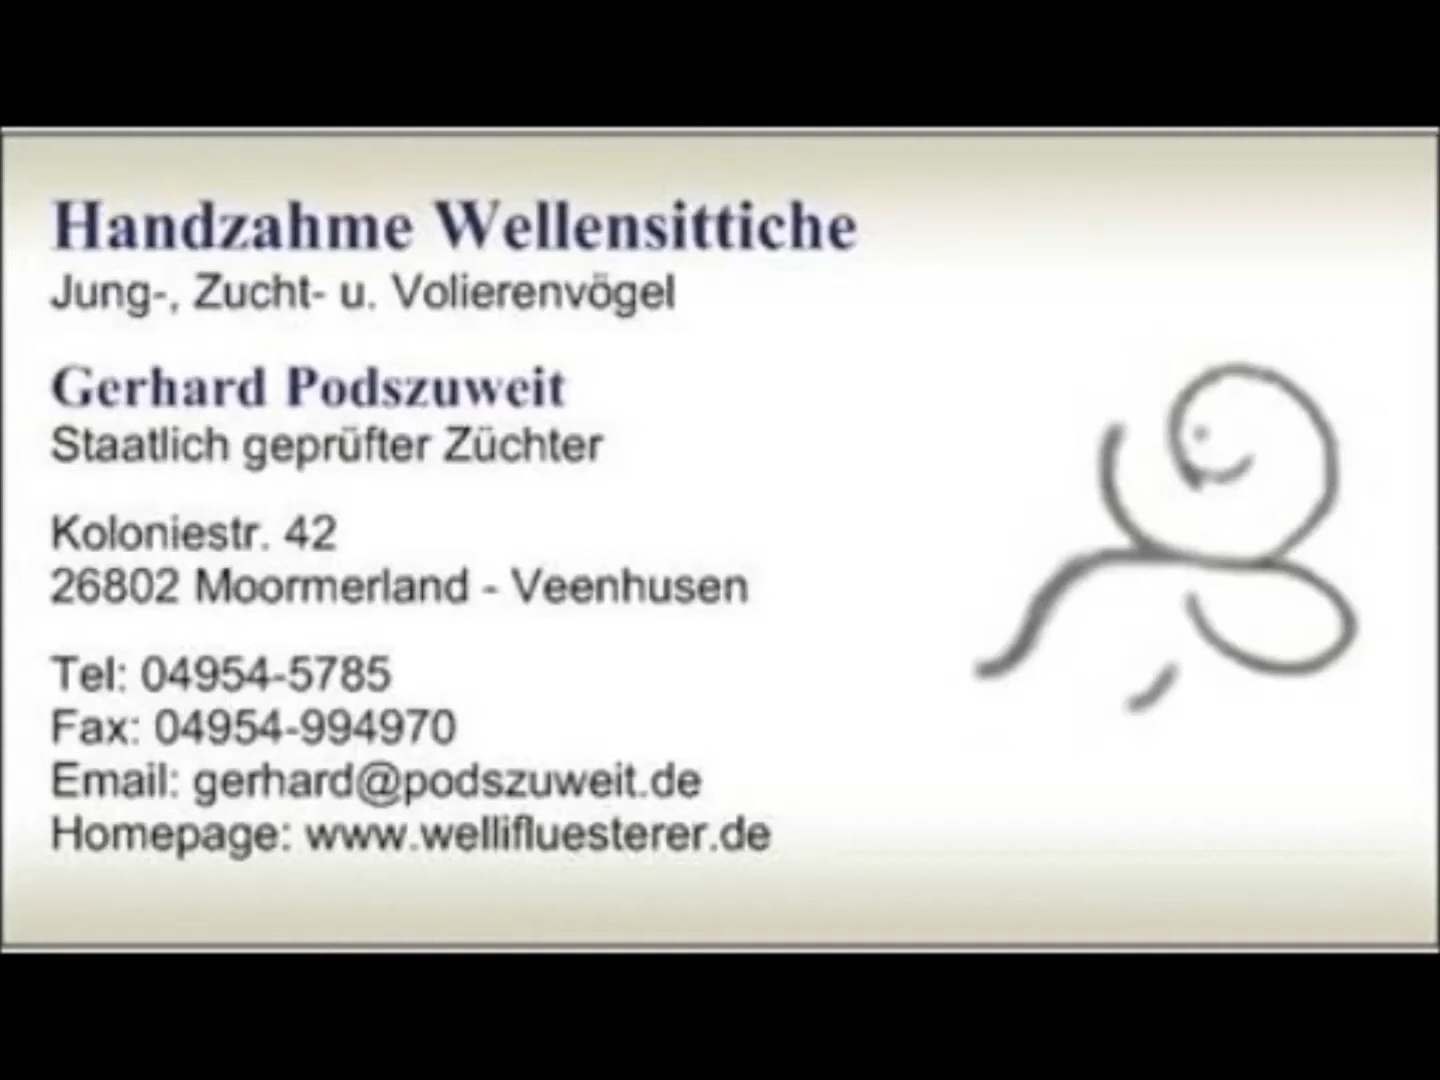 Handzahme Wellensittiche
Jung-, Zucht- u. Volierenvögel
Gerhard Podszuweit
Staatlich geprüfter Züchter
Koloniestr. 42
26802 Moormerland - Veenhusen
Tel: 04954-5785
Fax: 04954-994970
Email: gerhard@podszuweit.de
Homepage: www.wellifluesterer.de